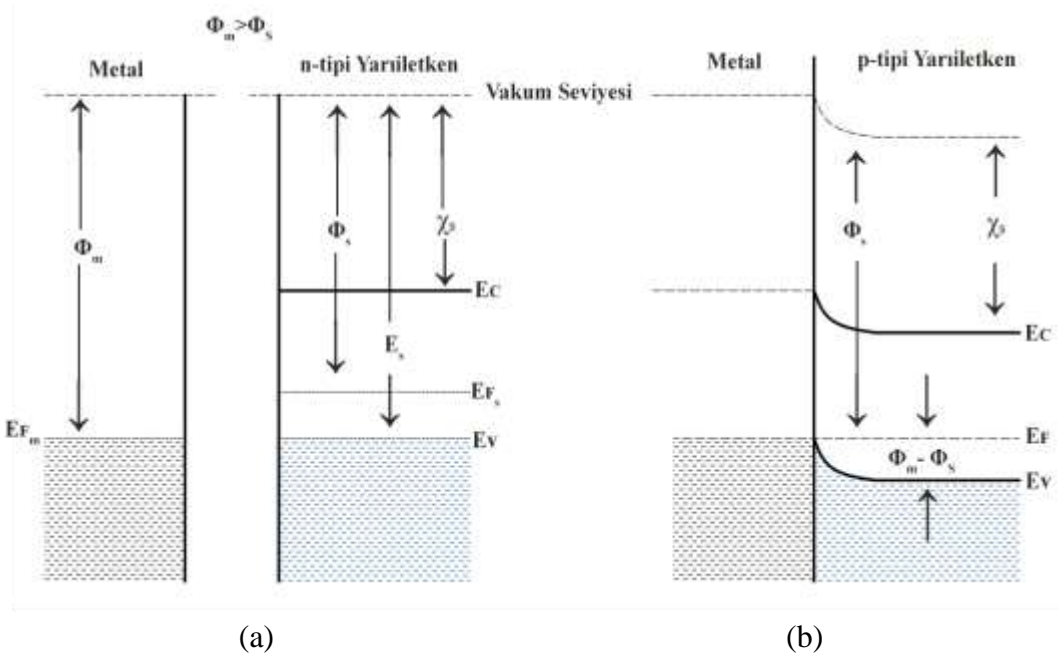 Φm>ΦS
Metal
n-tipi Yarıiletken
Vakum Seviyesi
Metal
p-tipi Yarıiletken
Φm
Φs
Es
χs
EC
EFs
EFm
EV
Φs
χs
EC
EF
Φm- ΦS
EV
(a)
(b)